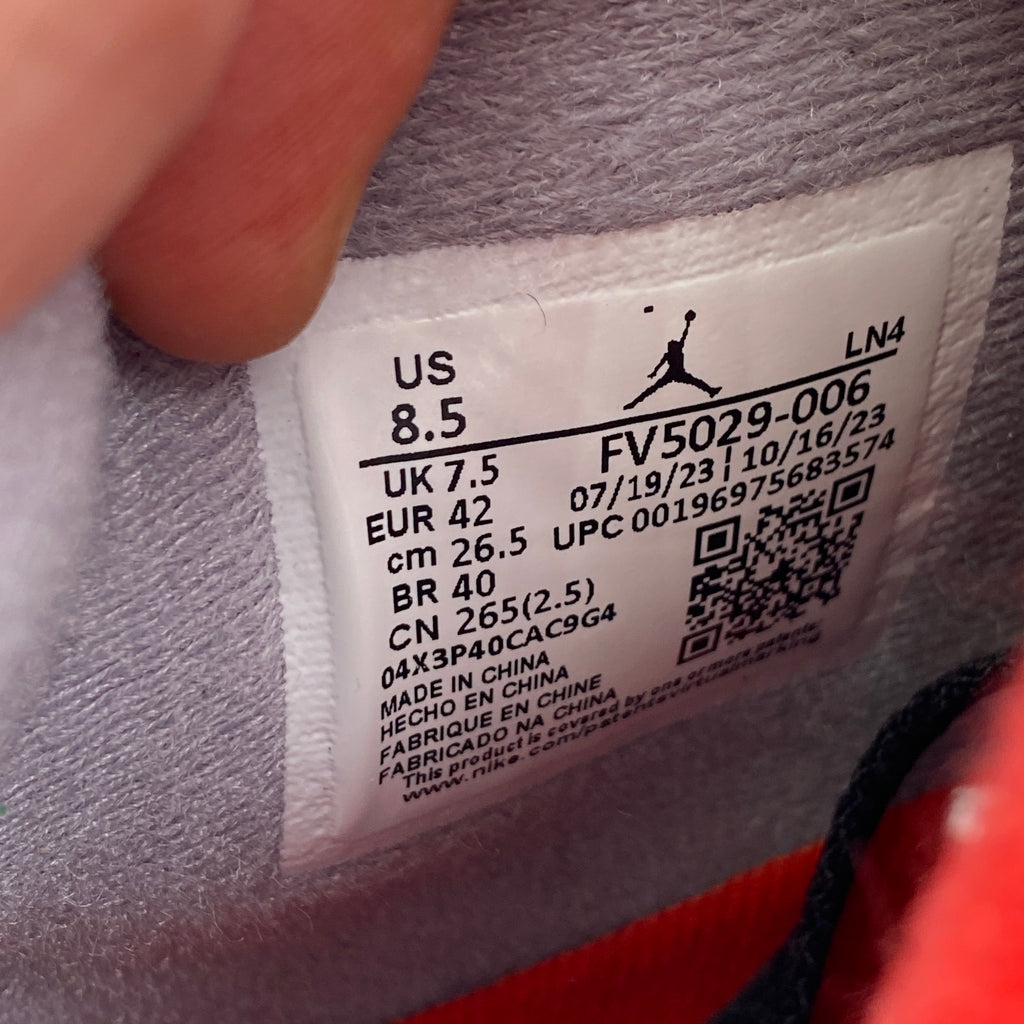 US
8.5
LN4
UK 7.5
EUR 42
cm 26.5
BR 40
CN 265(2.5)
FV5029-006
07/19/23 ¦ 10/16/23
UPC 00196975683574
04X3P40CAC9G4
MADE IN CHINA
HECHO EN CHINA
FABRIQUE EN CHINE
FABRICADO NA CHINA
This product is covered by one or more patents.
www.nike.com/patentsvirtualmarking